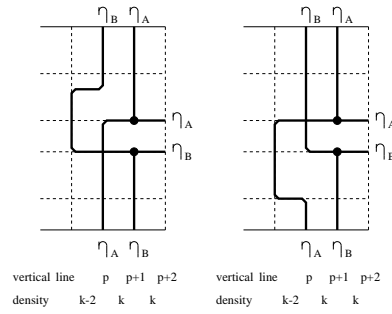 η_B η_A η_B η_A
η_A η_A
η_B η_B
η_A η_B η_A η_B
vertical line p p+1 p+2 vertical line p p+1 p+2
density k-2 k k density k-2 k k